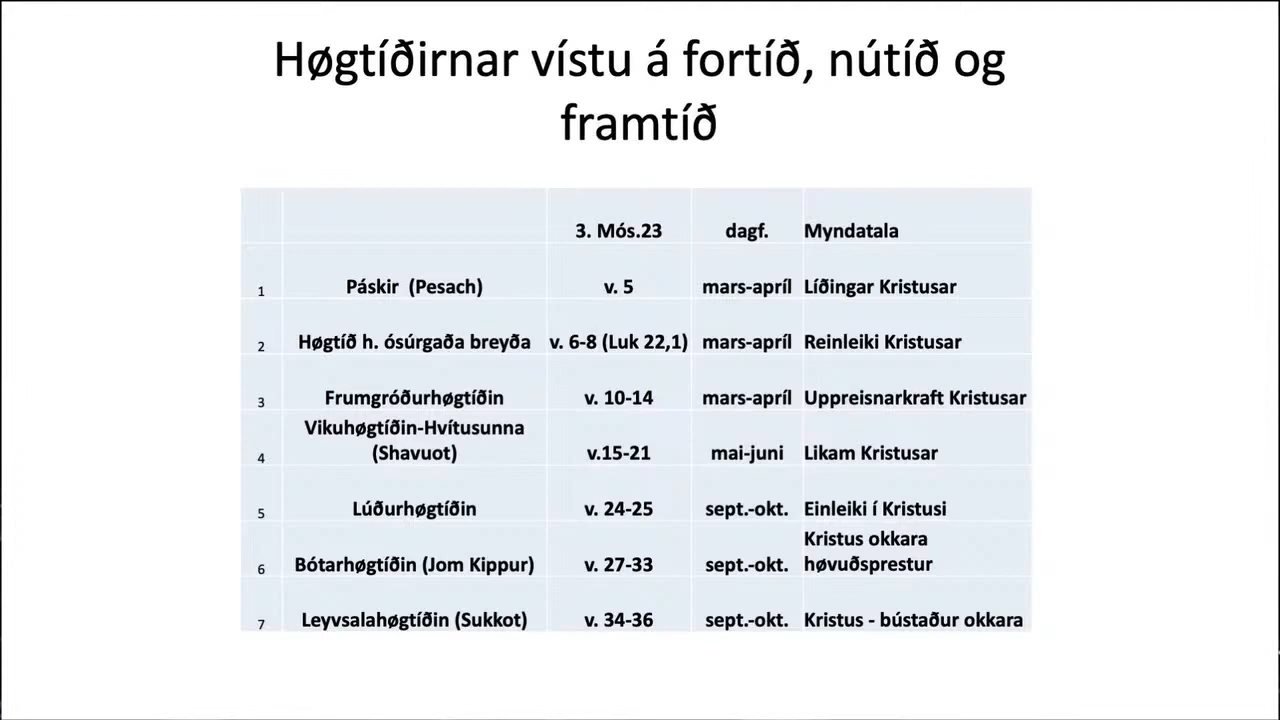 Høgtíðirnar vístu á fortíð, nútíð og
framtíð
3. Mós.23 dagf. Myndatala
1 Páskir (Pesach) v. 5 mars-apríl Líðingar Kristusar
2 Høgtíð h. ósúrgaða breyða v. 6-8 (Luk 22,1) mars-apríl Reinleiki Kristusar
3 Frumgróðurhøgtíðin v. 10-14 mars-apríl Uppreisnarkraft Kristusar
Vikuhøgtíðin-Hvítusunna
4 (Shavuot) v.15-21 mai-juni Likam Kristusar
5 Lúðurhøgtíðin v. 24-25 sept.-okt. Einleiki í Kristusi
Kristus okkara
6 Bótarhøgtíðin (Jom Kippur) v. 27-33 sept.-okt. høvuðsprestur
7 Leyvsalahøgtíðin (Sukkot) v. 34-36 sept.-okt. Kristus - bústaður okkara